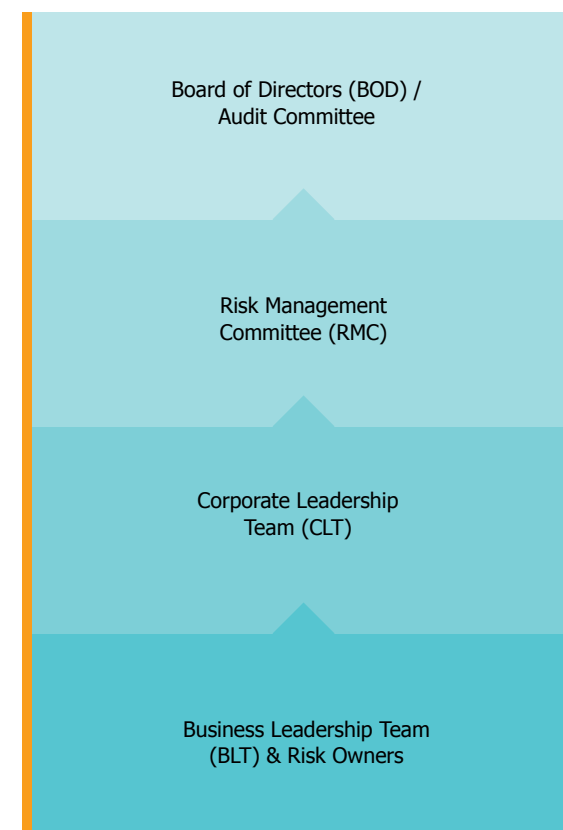 Board of Directors (BOD) /
Audit Committee
Risk Management
Committee (RMC)
Corporate Leadership
Team (CLT)
Business Leadership Team
(BLT) & Risk Owners